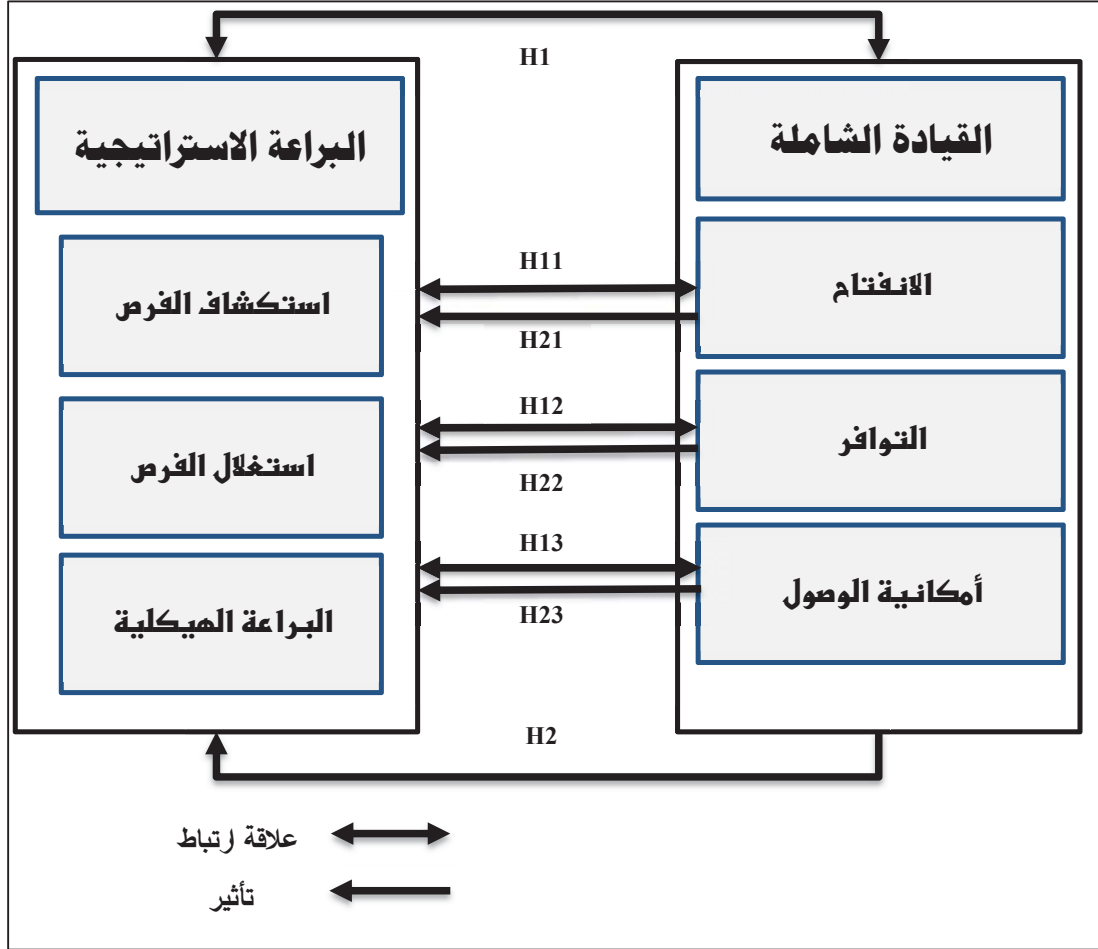 H1
القيادة الشاملة
البراعة الاستراتيجية
H11
الانفتاح
استكشاف الفرص
H21
H12
التوافر
استغلال الفرص
H22
H13
أمكانية الوصول
البراعة الهيكلية
H23
H2
علاقة ارتباط
تأثير